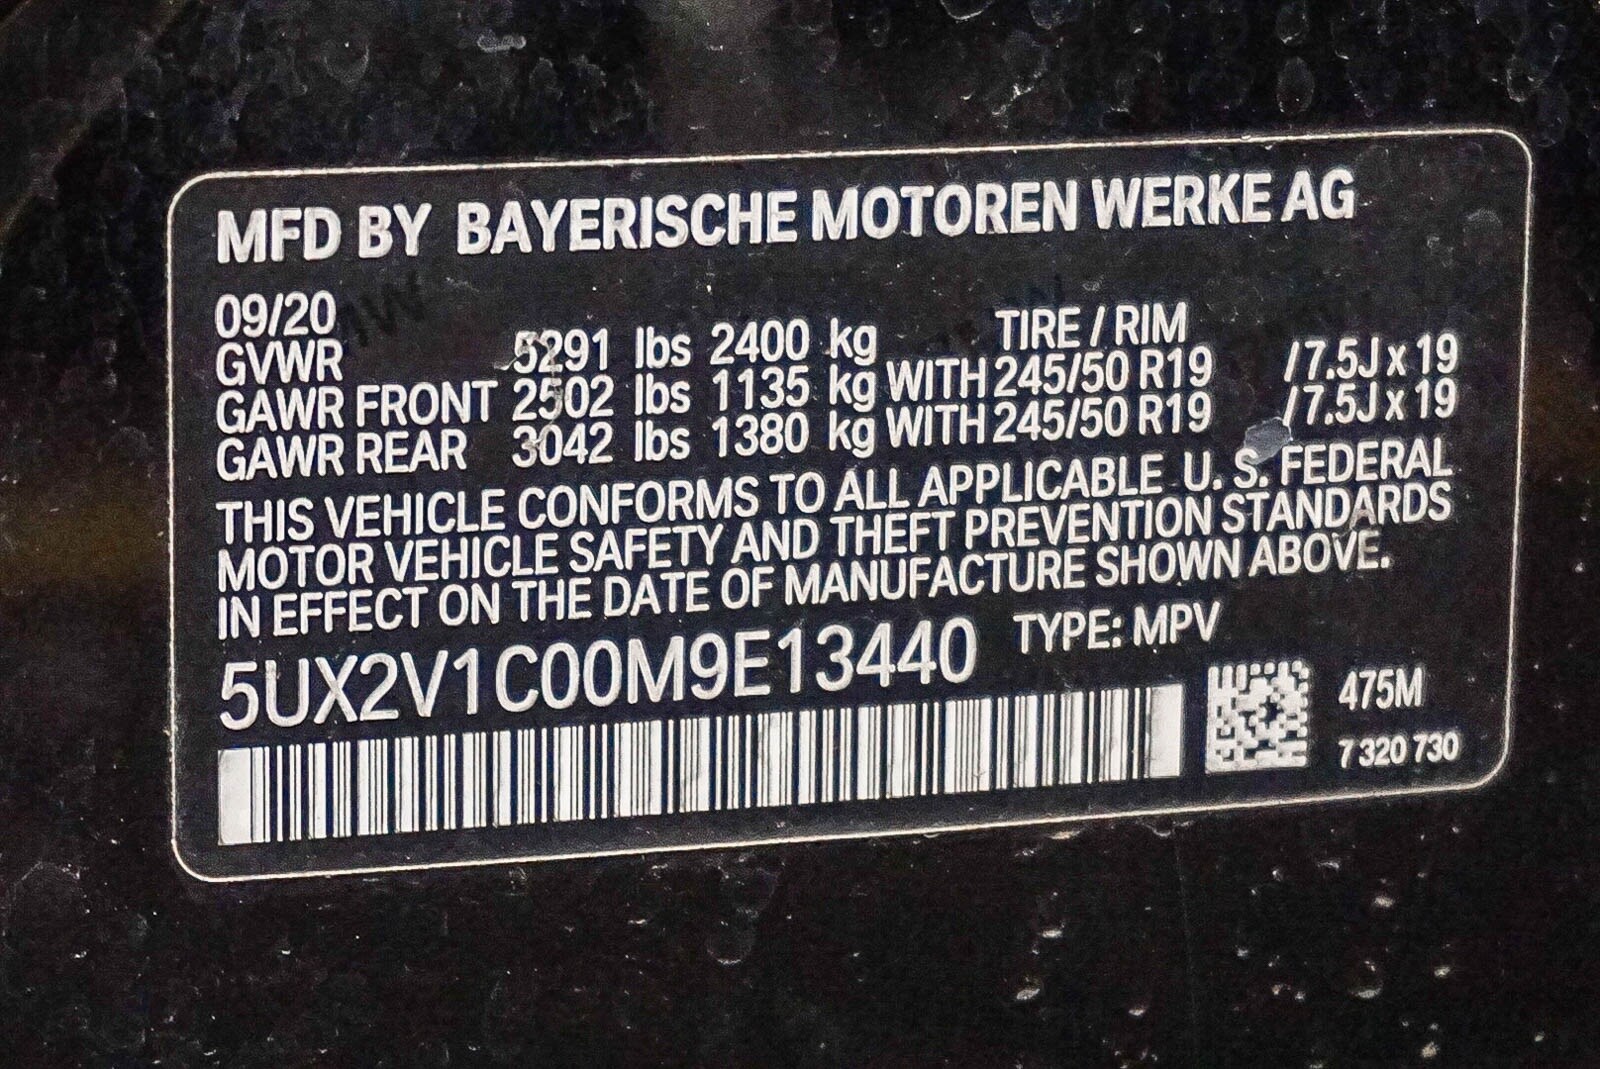 MFD BY BAYERISCHE MOTOREN WERKE AG
09/20 TIRE / RIM
GVWR 5291 lbs 2400 kg
GAWR FRONT 2502 lbs 1135 kg WITH 245/50 R19 /7.5J x 19
GAWR REAR 3042 lbs 1380 kg WITH 245/50 R19 /7.5J x 19
THIS VEHICLE CONFORMS TO ALL APPLICABLE U. S. FEDERAL
MOTOR VEHICLE SAFETY AND THEFT PREVENTION STANDARDS
IN EFFECT ON THE DATE OF MANUFACTURE SHOWN ABOVE.
5UX2V1C00M9E13440 TYPE: MPV
475M
7 320 730